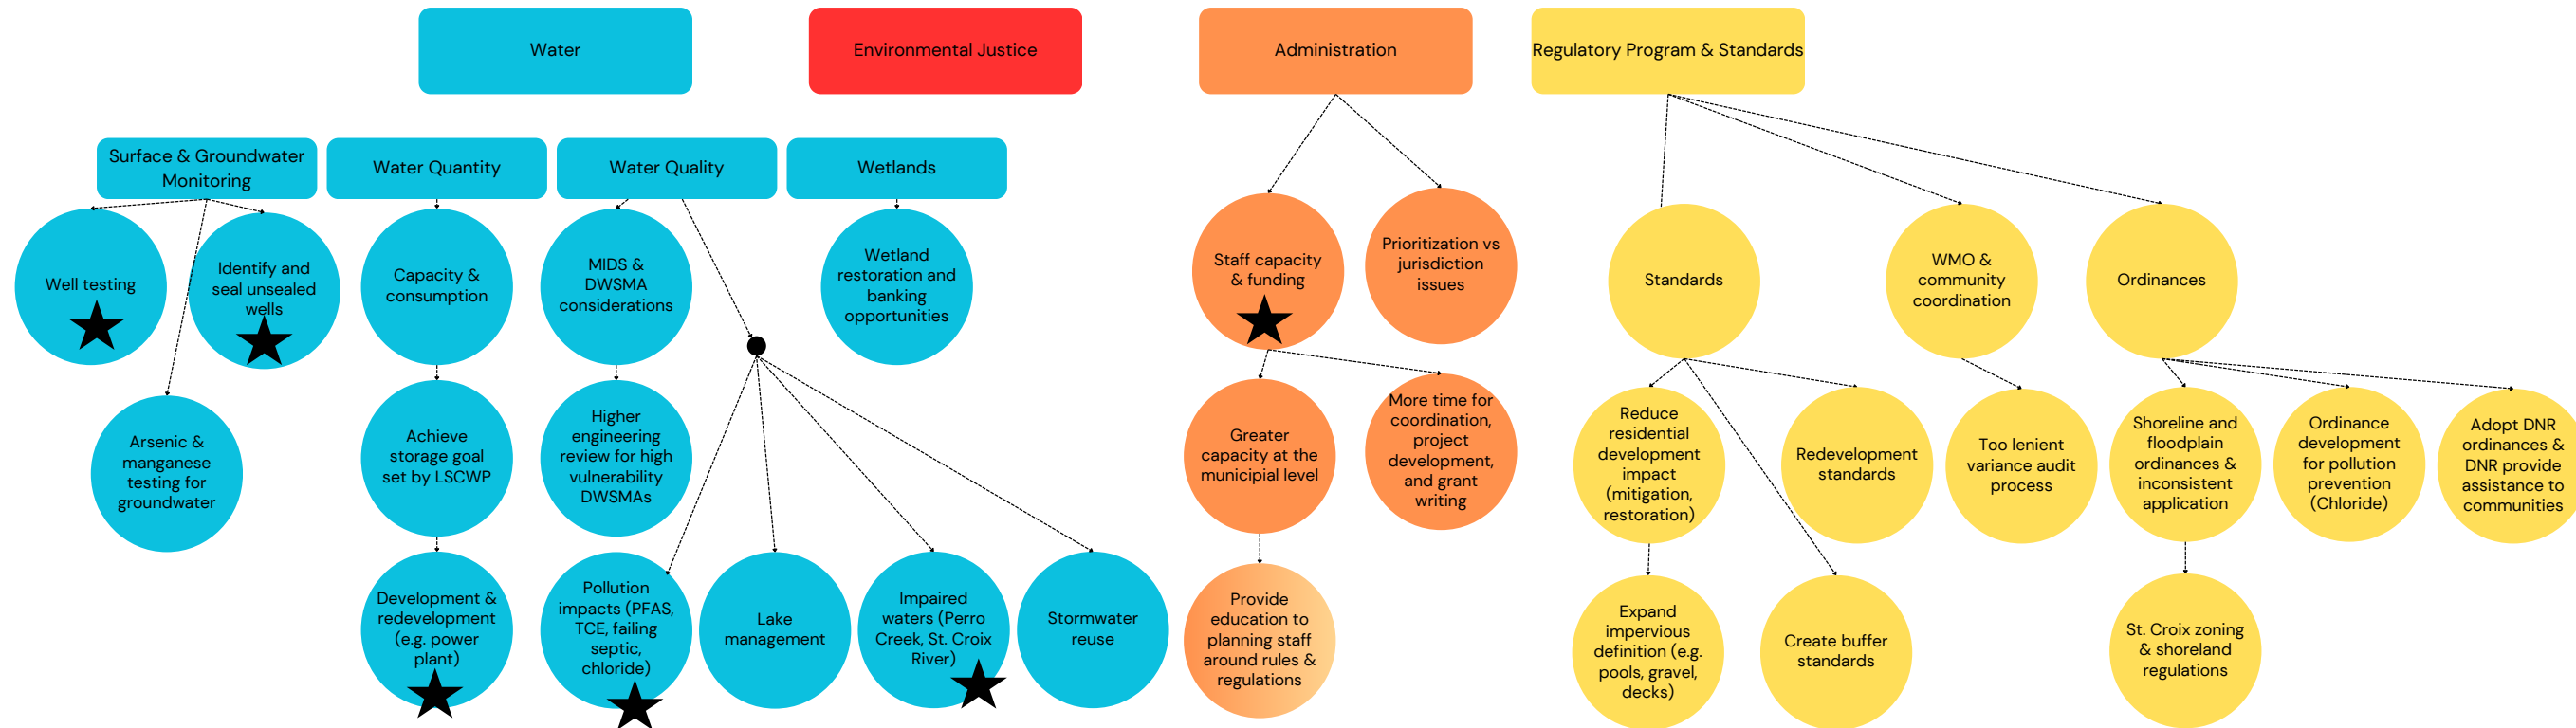 Water
Environmental Justice
Administration
Regulatory Program & Standards
Surface & Groundwater
Monitoring
Water Quantity
Water Quality
Wetlands
Well testing
Identify and
seal unsealed
wells
Capacity &
consumption
MIDS &
DWSMA
considerations
Wetland
restoration and
banking
opportunities
Staff capacity
& funding
Prioritization vs
jurisdiction
issues
Standards
WMO &
community
coordination
Ordinances
Arsenic &
manganese
testing for
groundwater
Achieve
storage goal
set by LSCWP
Higher
engineering
review for high
vulnerability
DWSMAs
Greater
capacity at the
municipial level
More time for
coordination,
project
development,
and grant
writing
Reduce
residential
development
impact
(mitigation,
restoration)
Redevelopment
standards
Too lenient
variance audit
process
Shoreline and
floodplain
ordinances &
inconsistent
application
Ordinance
development
for pollution
prevention
(Chloride)
Adopt DNR
ordinances &
DNR provide
assistance to
communities
Development &
redevelopment
(e.g. power
plant)
Pollution
impacts (PFAS,
TCE, failing
septic,
chloride)
Lake
management
Impaired
waters (Perro
Creek, St. Croix
River)
Stormwater
reuse
Provide
education to
planning staff
around rules &
regulations
Expand
impervious
definition (e.g.
pools, gravel,
decks)
Create buffer
standards
St. Croix zoning
& shoreland
regulations